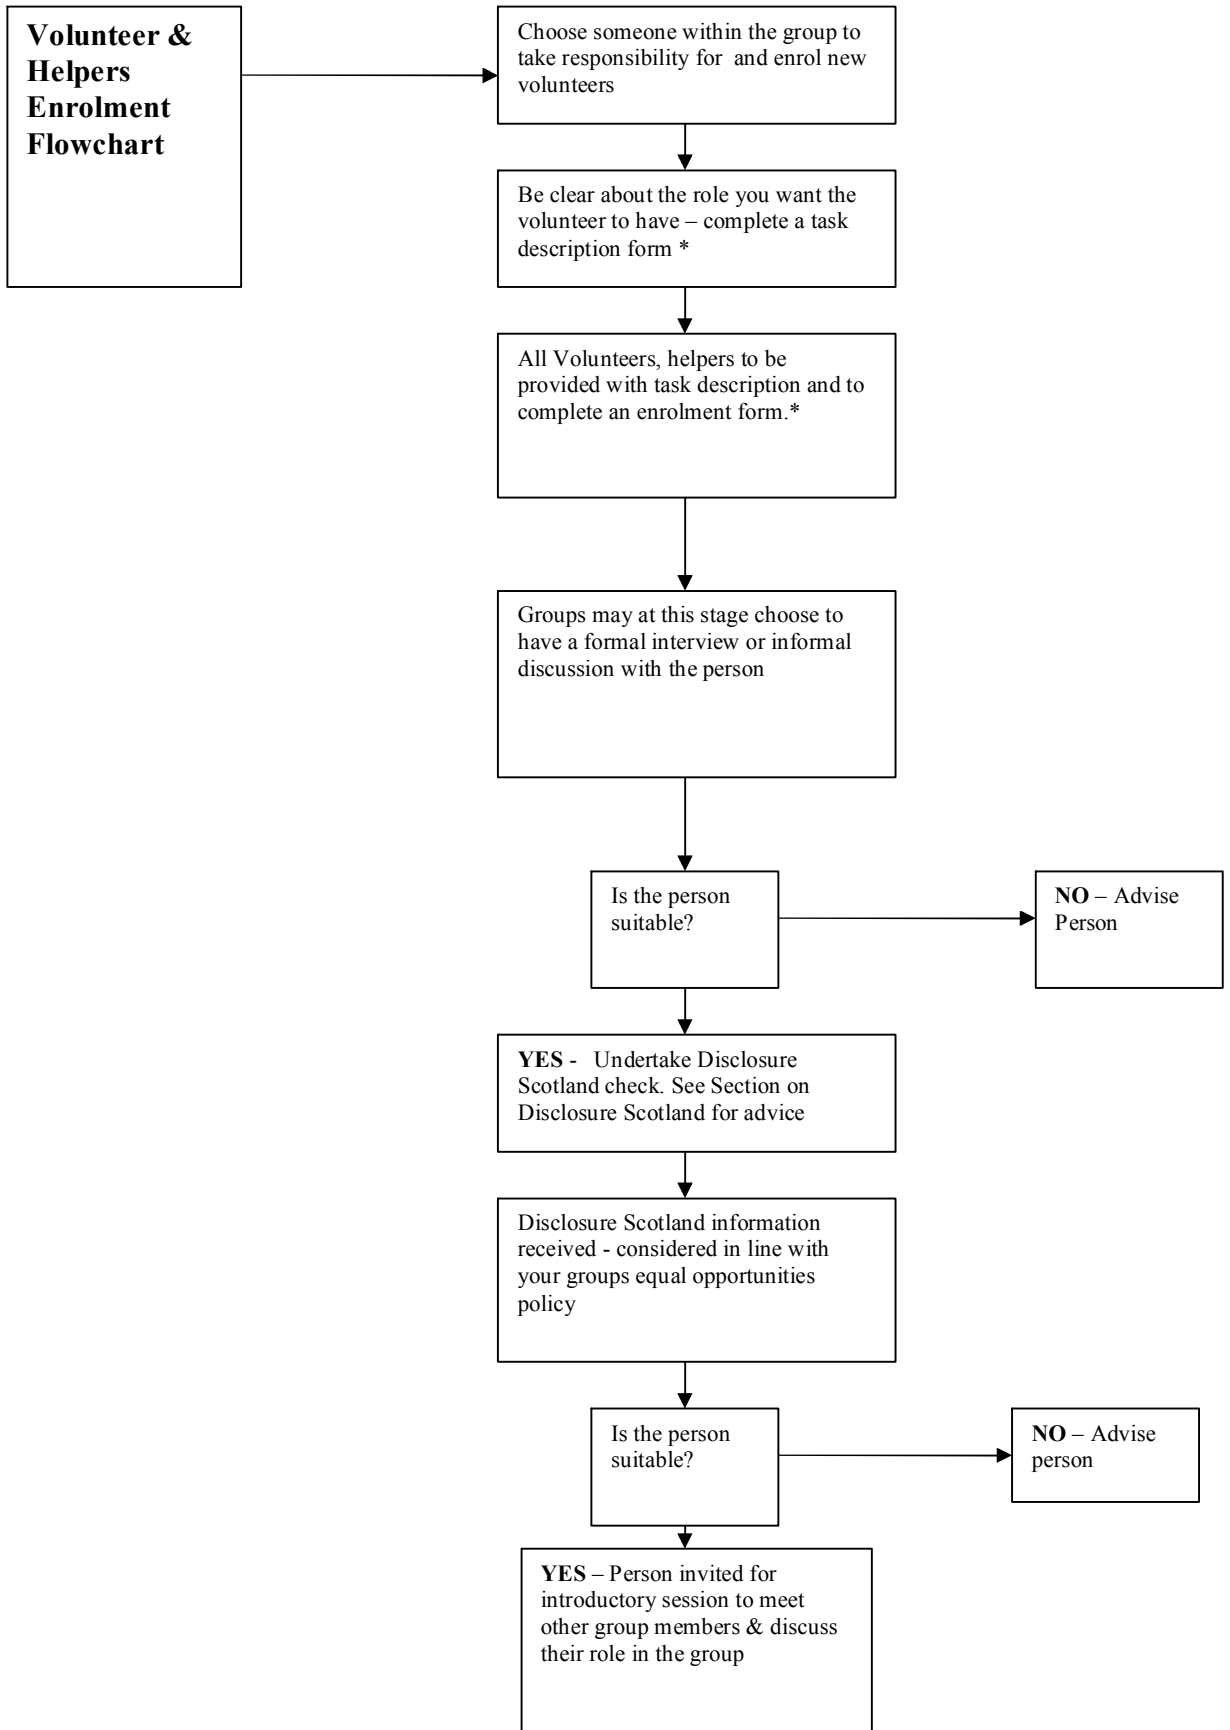 Volunteer &
Helpers
Enrolment
Flowchart
Choose someone within the group to
take responsibility for  and enrol new
volunteers
Be clear about the role you want the
volunteer to have – complete a task
description form *
All Volunteers, helpers to be
provided with task description and to
complete an enrolment form.*
Groups may at this stage choose to
have a formal interview or informal
discussion with the person
Is the person
suitable?
NO – Advise
Person
YES -   Undertake Disclosure
Scotland check. See Section on
Disclosure Scotland for advice
Disclosure Scotland information
received - considered in line with
your groups equal opportunities
policy
Is the person
suitable?
NO – Advise
person
YES – Person invited for
introductory session to meet
other group members & discuss
their role in the group